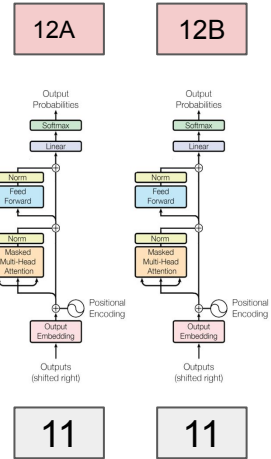 12A
12B
Output
Probabilities
Softmax
Linear
Norm
Feed
Forward
Norm
Masked
Multi-Head
Attention
Positional
Encoding
Output
Embedding
Outputs
(shifted right)
Output
Probabilities
Softmax
Linear
Norm
Feed
Forward
Norm
Masked
Multi-Head
Attention
Positional
Encoding
Output
Embedding
Outputs
(shifted right)
11
11